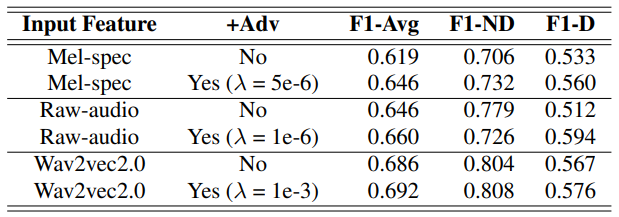 Input Feature +Adv F1-Avg F1-ND F1-D
Mel-spec No 0.619 0.706 0.533
Mel-spec Yes (λ = 5e-6) 0.646 0.732 0.560
Raw-audio No 0.646 0.779 0.512
Raw-audio Yes (λ = 1e-6) 0.660 0.726 0.594
Wav2vec2.0 No 0.686 0.804 0.567
Wav2vec2.0 Yes (λ = 1e-3) 0.692 0.808 0.576